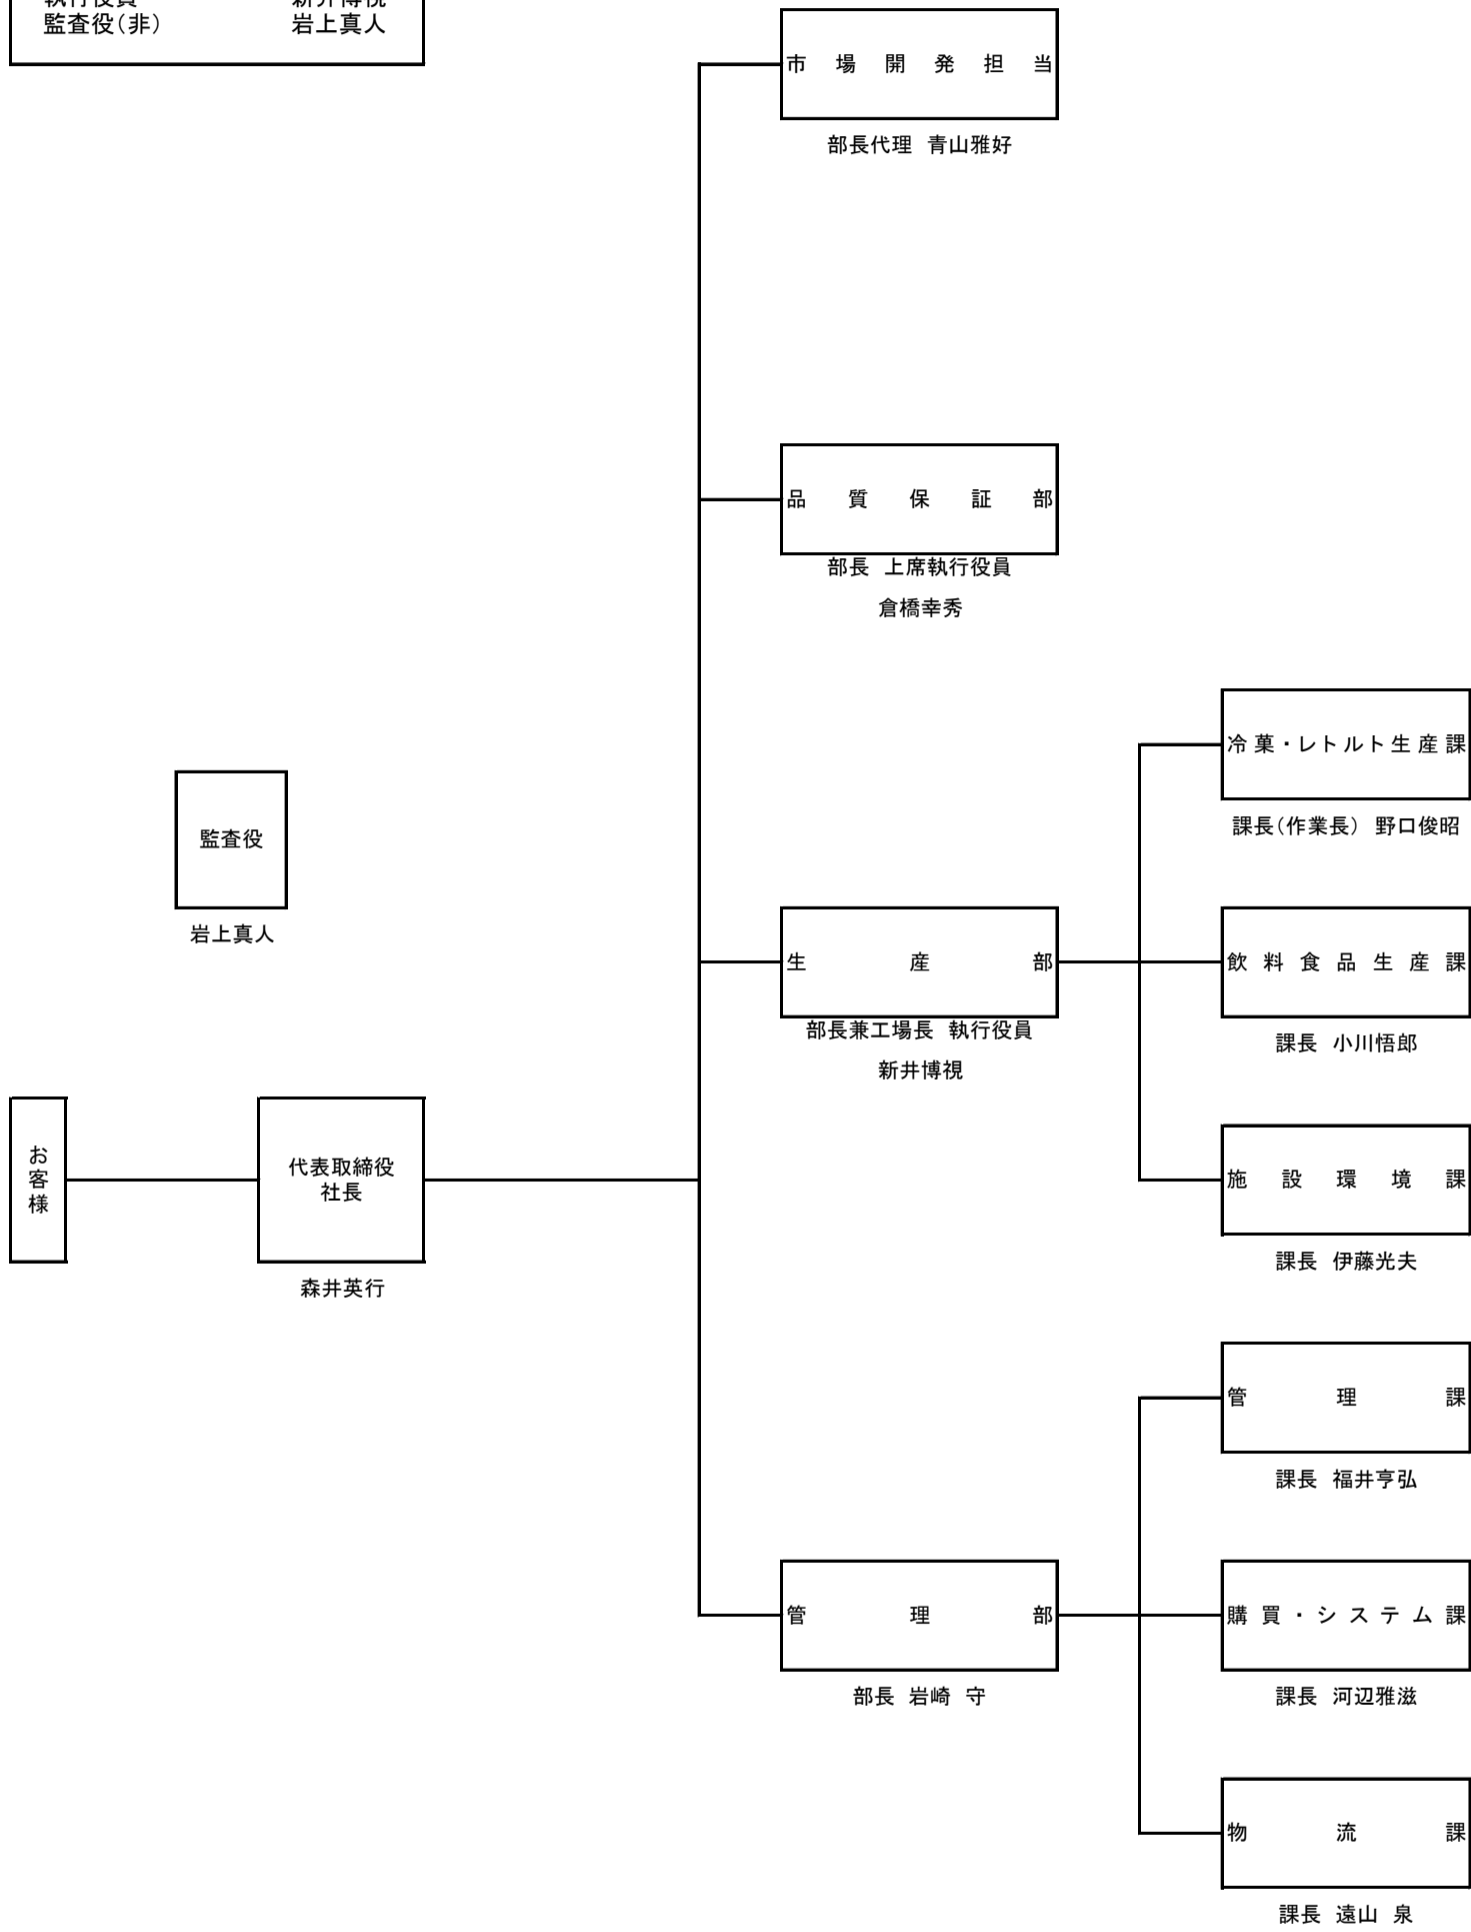 執行役員 新井博視
監査役(非) 岩上真人
市場開発担当
部長代理 青山雅好
品質保証部
部長 上席執行役員
倉橋幸秀
冷菓・レトルト生産課
課長(作業長) 野口俊昭
監査役
岩上真人
生産部
部長兼工場長 執行役員
新井博視
飲料食品生産課
課長 小川悟郎
お客様
代表取締役
社長
森井英行
施設環境課
課長 伊藤光夫
管理課
課長 福井亨弘
管理部
部長 岩崎 守
購買・システム課
課長 河辺雅滋
物流課
課長 遠山 泉